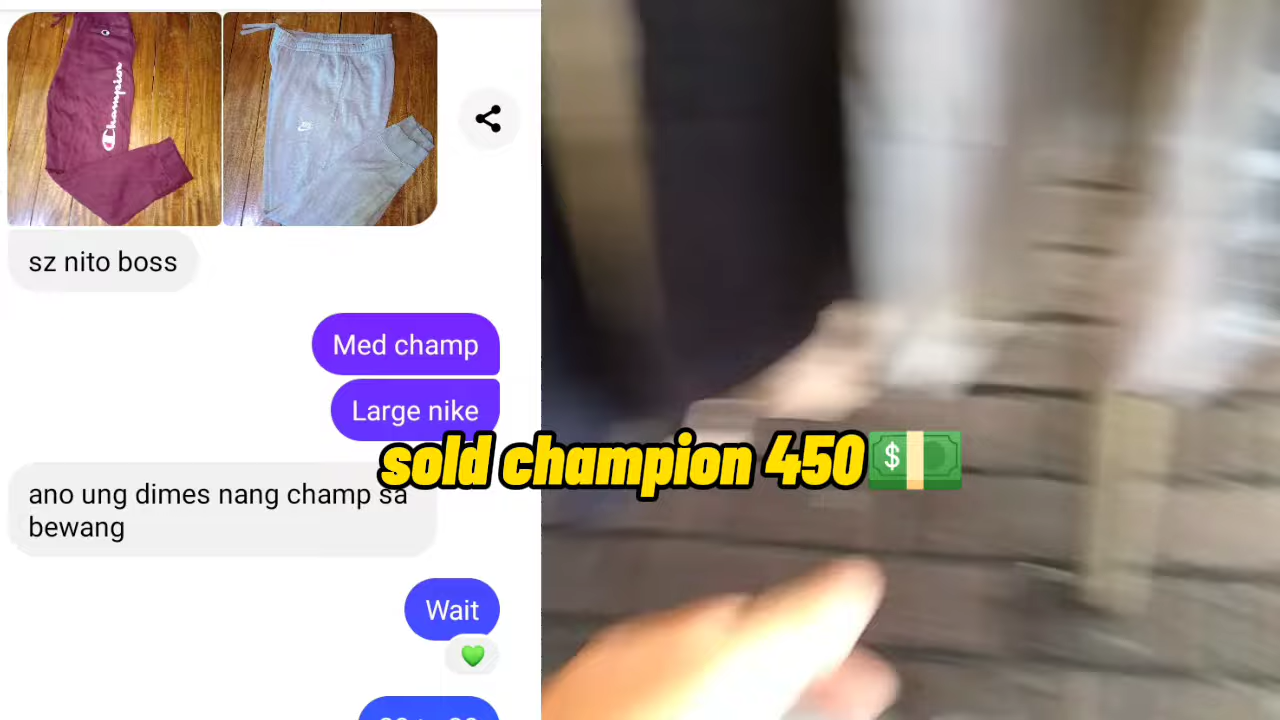 Champion
sz nito boss
Med champ
Large nike
ano ung dimes nang champ sa
bewang
sold champion 450💵
Wait